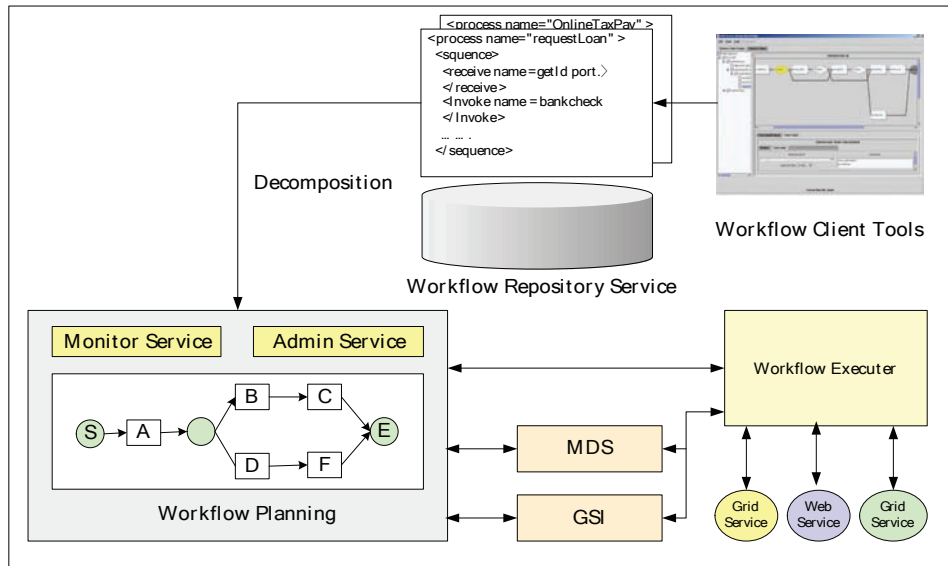 <process name="OnlineTaxPay" >
<process name="requestLoan" >
<squence>
<receive name=getId port.〉
</ receive>
<Invoke name = bankcheck
</ Invoke>
... ... .
</ sequence>
Decomposition
Workflow Client Tools
Workflow Repository Service
Monitor Service
Admin Service
Workflow Executer
B
C
S
A
E
D
F
MDS
Workflow Planning
GSI
Grid
Service
Web
Service
Grid
Service